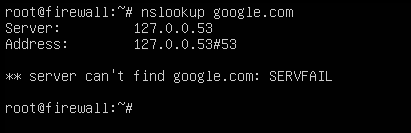 root@firewall:~# nslookup google.com
Server:         127.0.0.53
Address:        127.0.0.53#53

** server can't find google.com: SERVFAIL

root@firewall:~#